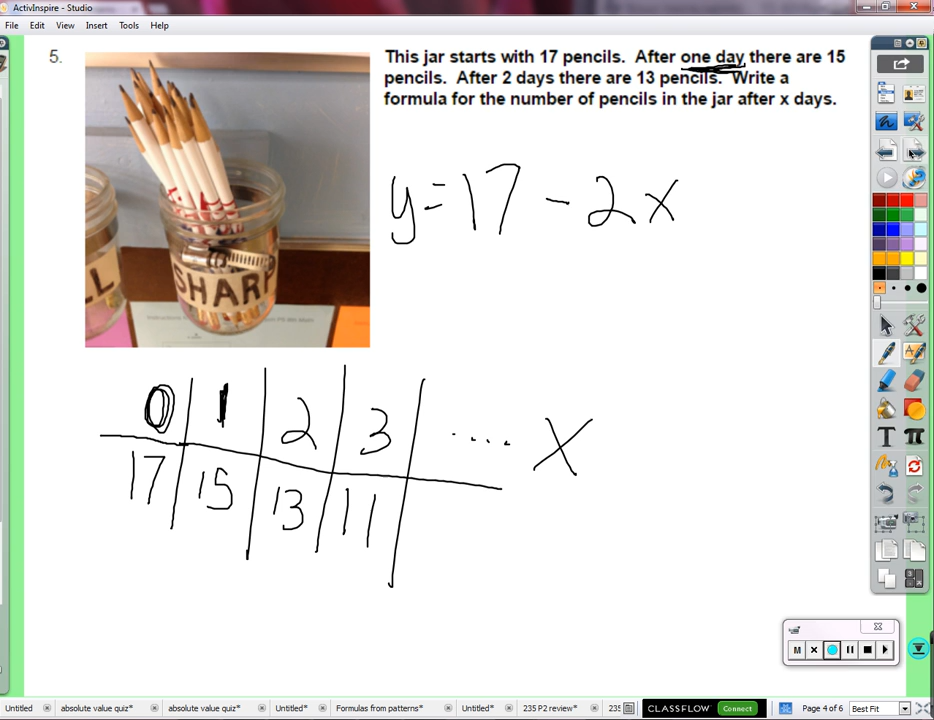 ActivInspire - Studio
File Edit View Insert Tools Help
5.
This jar starts with 17 pencils. After one day there are 15
pencils. After 2 days there are 13 pencils. Write a
formula for the number of pencils in the jar after x days.
y = 17 - 2x
LL
SHARP
0 1 2 3 .... X
17 15 13 11
M
Untitled absolute value quiz* absolute value quiz* Untitled* Formulas from patterns* Untitled* 235 P2 review* 235 CLASSFLOW Connect Page 4 of 6 Best Fit